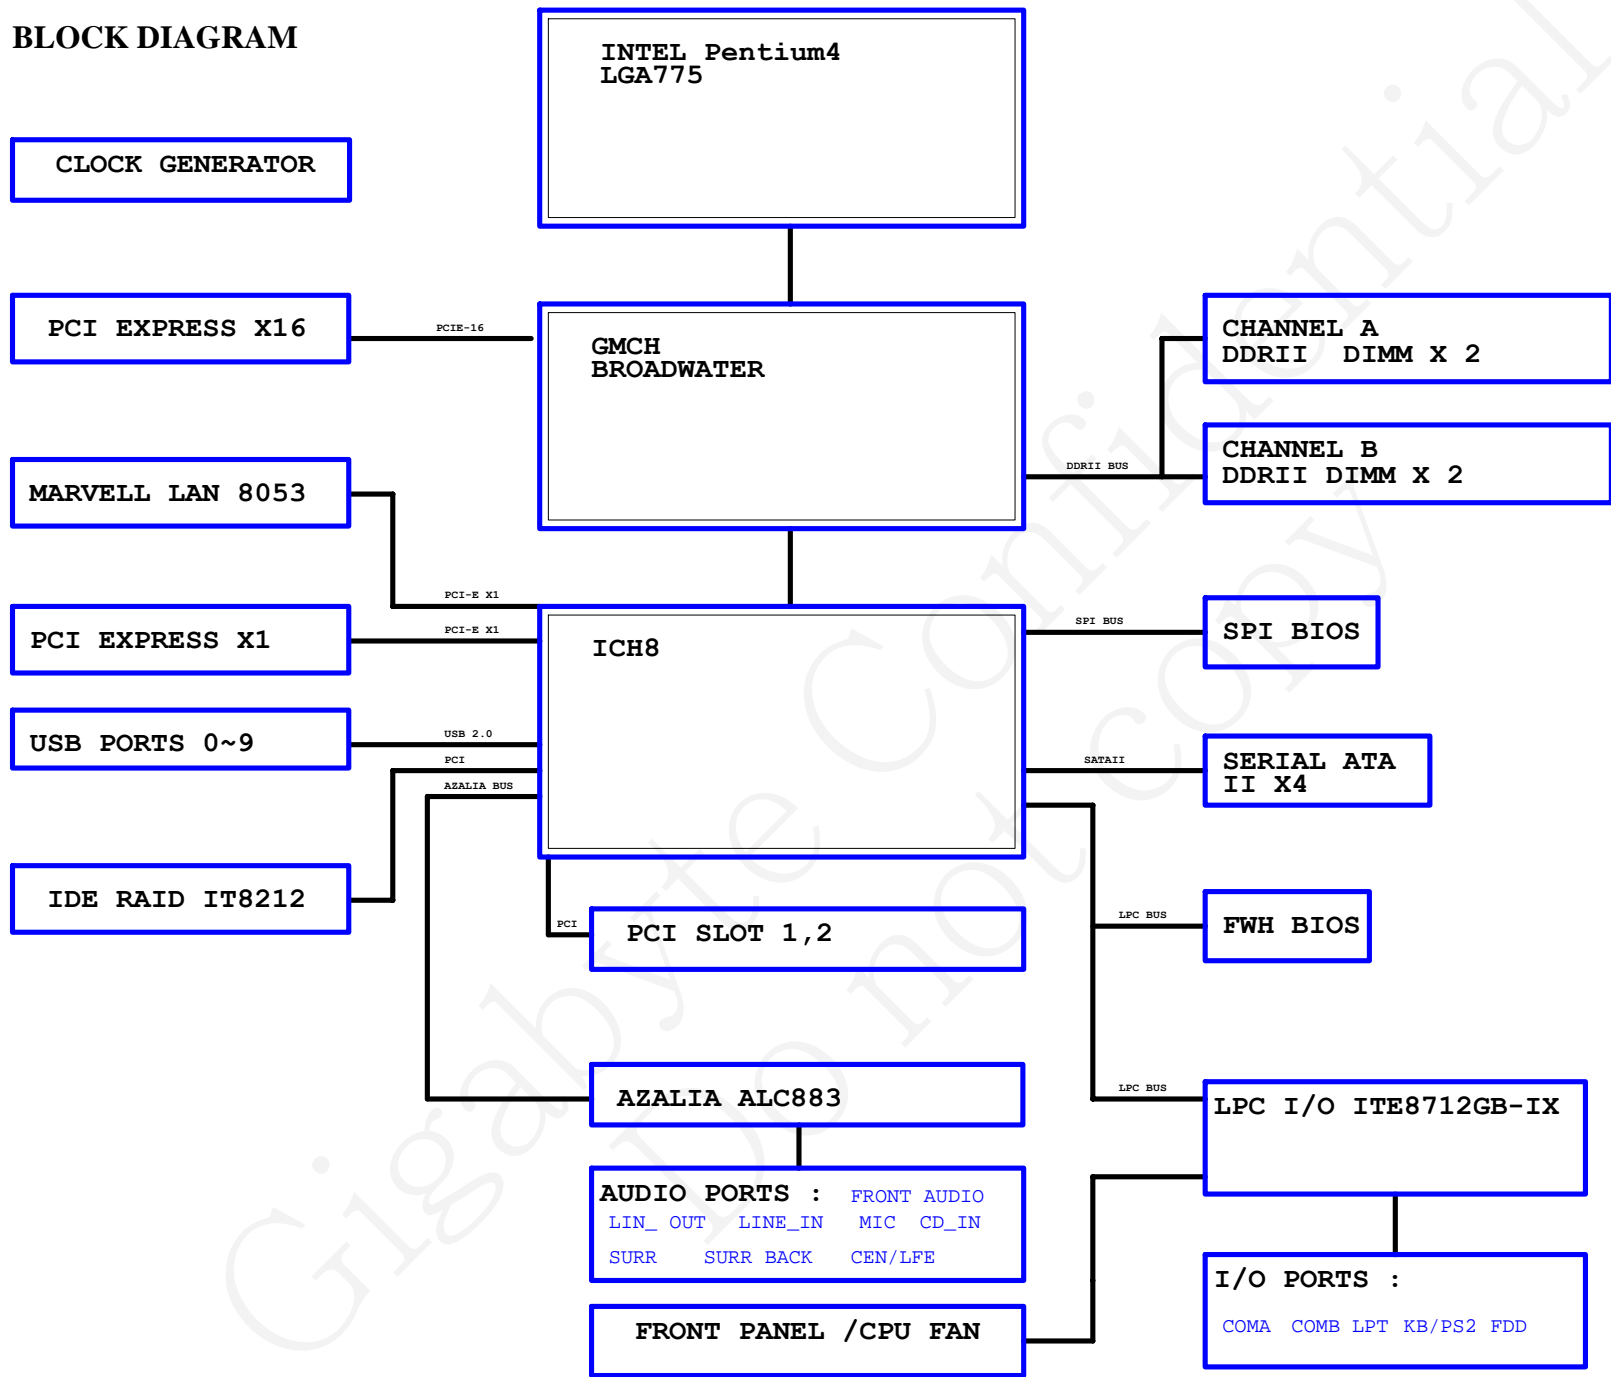 BLOCK DIAGRAM
INTEL Pentium4
LGA775
CLOCK GENERATOR
PCI EXPRESS X16
PCIE-16
GMCH
BROADWATER
CHANNEL A
DDRII DIMM X 2
CHANNEL B
DDRII DIMM X 2
DDRII BUS
MARVELL LAN 8053
PCI-E X1
PCI EXPRESS X1
PCI-E X1
ICH8
SPI BUS
SPI BIOS
USB PORTS 0~9
USB 2.0
PCI
AZALIA BUS
SATAII
SERIAL ATA
II X4
IDE RAID IT8212
PCI
PCI SLOT 1,2
LPC BUS
FWH BIOS
AZALIA ALC883
LPC BUS
LPC I/O ITE8712GB-IX
AUDIO PORTS : FRONT AUDIO
LIN_ OUT LINE_IN MIC CD_IN
SURR SURR BACK CEN/LFE
I/O PORTS :
COMA COMB LPT KB/PS2 FDD
FRONT PANEL /CPU FAN
Gigabyte Confidential
Do not copy